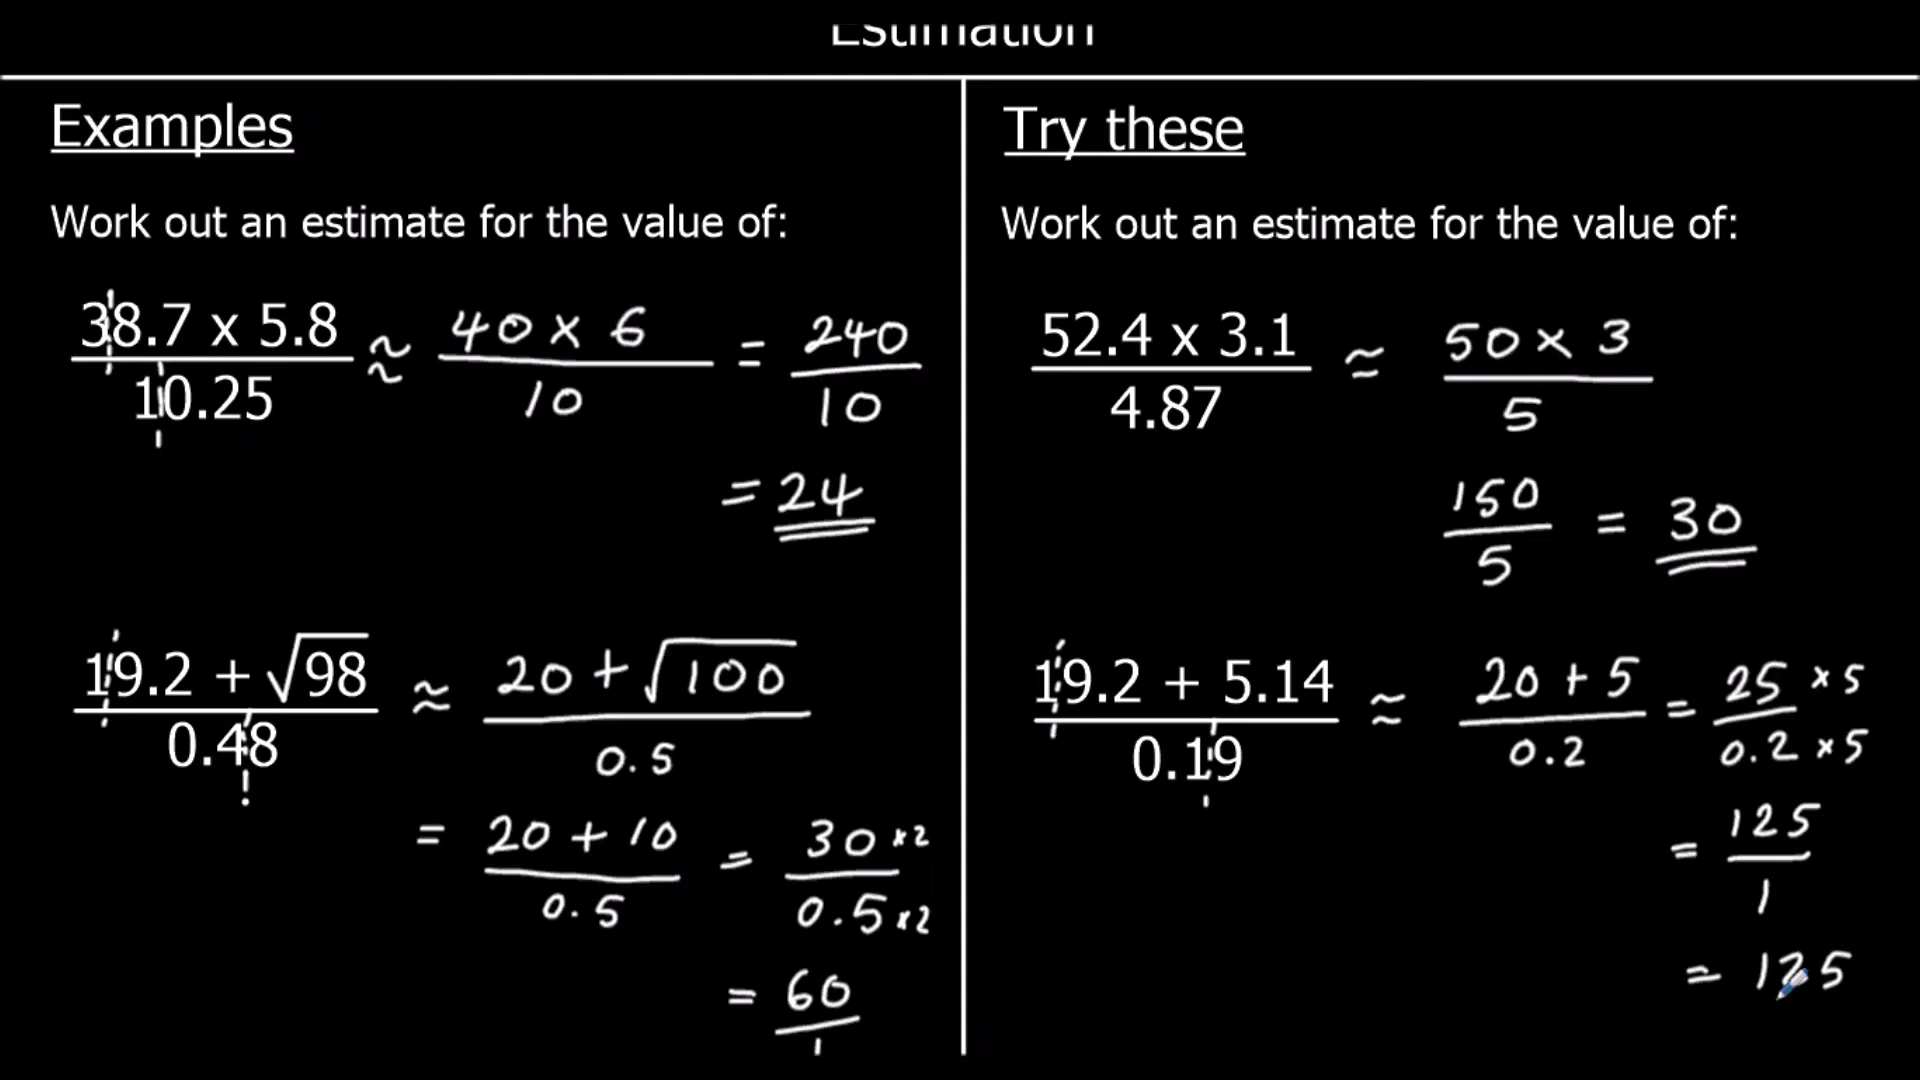 Estimation
Examples
Work out an estimate for the value of:
38.7 x 5.8 / 10.25 ≈ 40 × 6 / 10 = 240 / 10
= 24
19.2 + √98 / 0.48 ≈ 20 + √100 / 0.5
= 20 + 10 / 0.5 = 30 ×2 / 0.5 ×2
= 60 / 1
Try these
Work out an estimate for the value of:
52.4 x 3.1 / 4.87 ≈ 50 × 3 / 5
150 / 5 = 30
19.2 + 5.14 / 0.19 ≈ 20 + 5 / 0.2 = 25 × 5 / 0.2 × 5
= 125 / 1
= 125